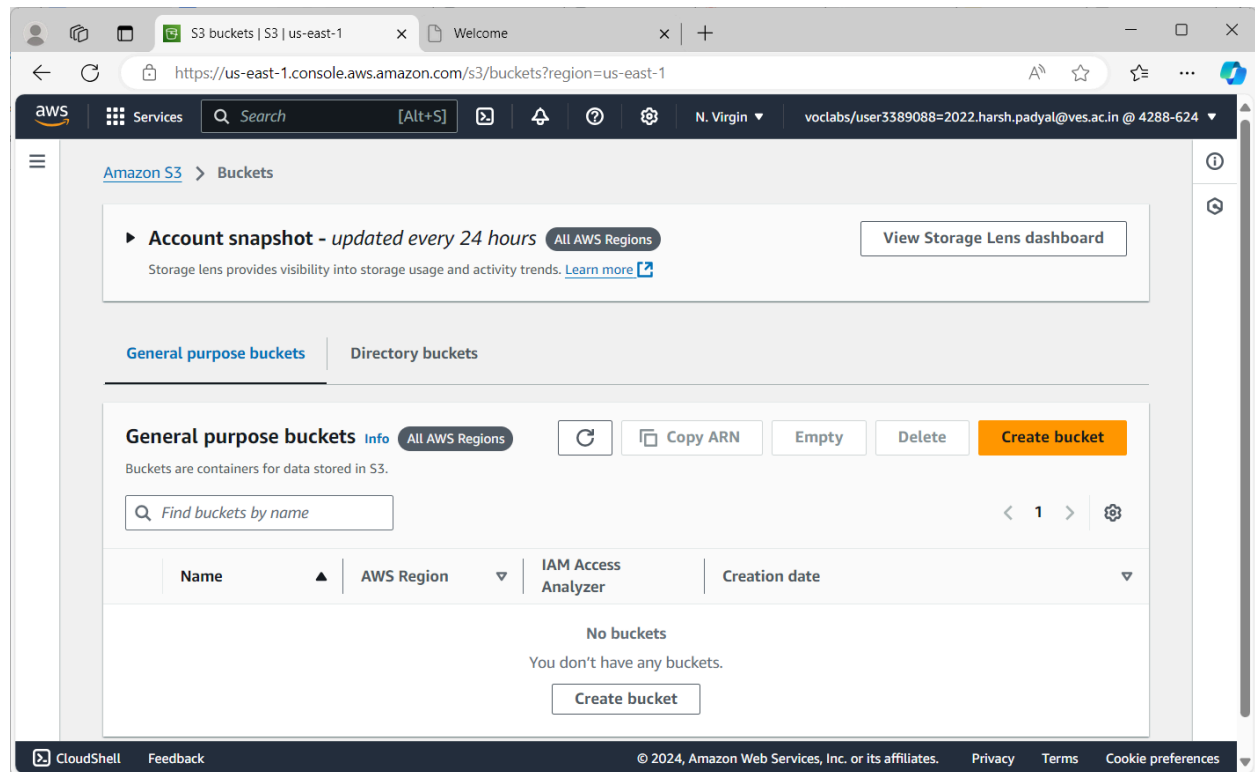 S3 buckets | S3 | us-east-1
Welcome
https://us-east-1.console.aws.amazon.com/s3/buckets?region=us-east-1
aws
Services
Search
[Alt+S]
N. Virgin
voclabs/user3389088=2022.harsh.padyal@ves.ac.in @ 4288-624
Amazon S3 > Buckets
Account snapshot - updated every 24 hours All AWS Regions
View Storage Lens dashboard
Storage lens provides visibility into storage usage and activity trends. Learn more
General purpose buckets
Directory buckets
General purpose buckets Info All AWS Regions
Copy ARN
Empty
Delete
Create bucket
Buckets are containers for data stored in S3.
Find buckets by name
1
Name
AWS Region
IAM Access
Analyzer
Creation date
No buckets
You don't have any buckets.
Create bucket
CloudShell
Feedback
© 2024, Amazon Web Services, Inc. or its affiliates.
Privacy
Terms
Cookie preferences